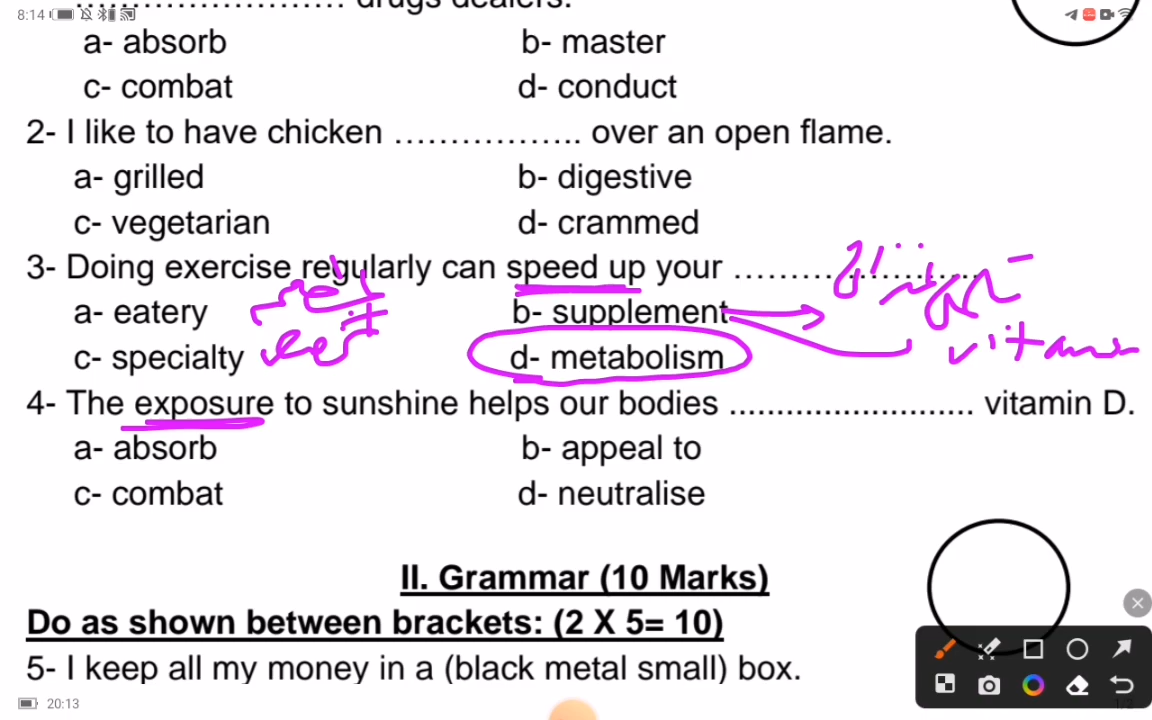 8:14
........................ drugs dealers.
a- absorb b- master
c- combat d- conduct
2- I like to have chicken ................. over an open flame.
a- grilled b- digestive
c- vegetarian d- crammed
3- Doing exercise regularly can speed up your ........................
a- eatery b- supplement
c- specialty d- metabolism
vitamin
4- The exposure to sunshine helps our bodies .......................... vitamin D.
a- absorb b- appeal to
c- combat d- neutralise
II. Grammar (10 Marks)
Do as shown between brackets: (2 X 5= 10)
5- I keep all my money in a (black metal small) box.
20:13
1/2